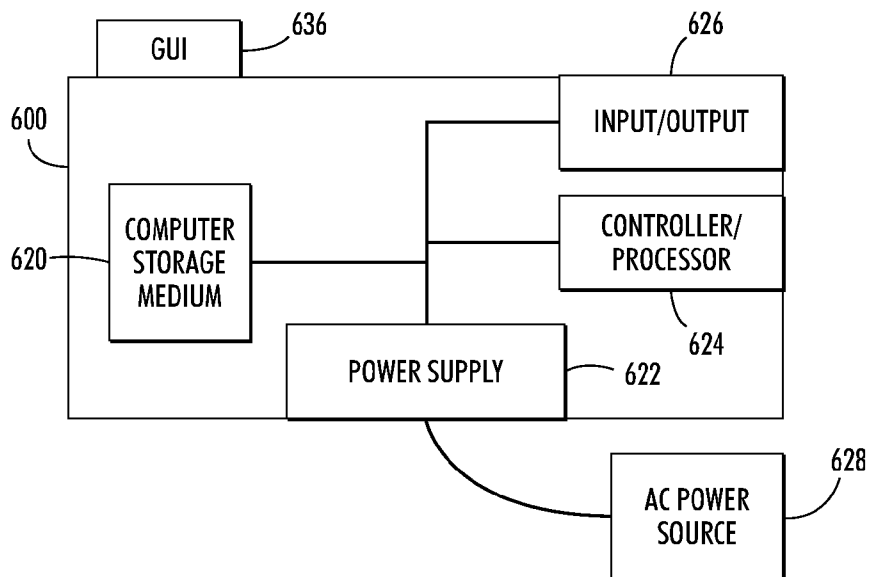 GUI
636
626
600
INPUT/OUTPUT
COMPUTER
STORAGE
MEDIUM
620
CONTROLLER/
PROCESSOR
624
POWER SUPPLY
622
AC POWER
SOURCE
628